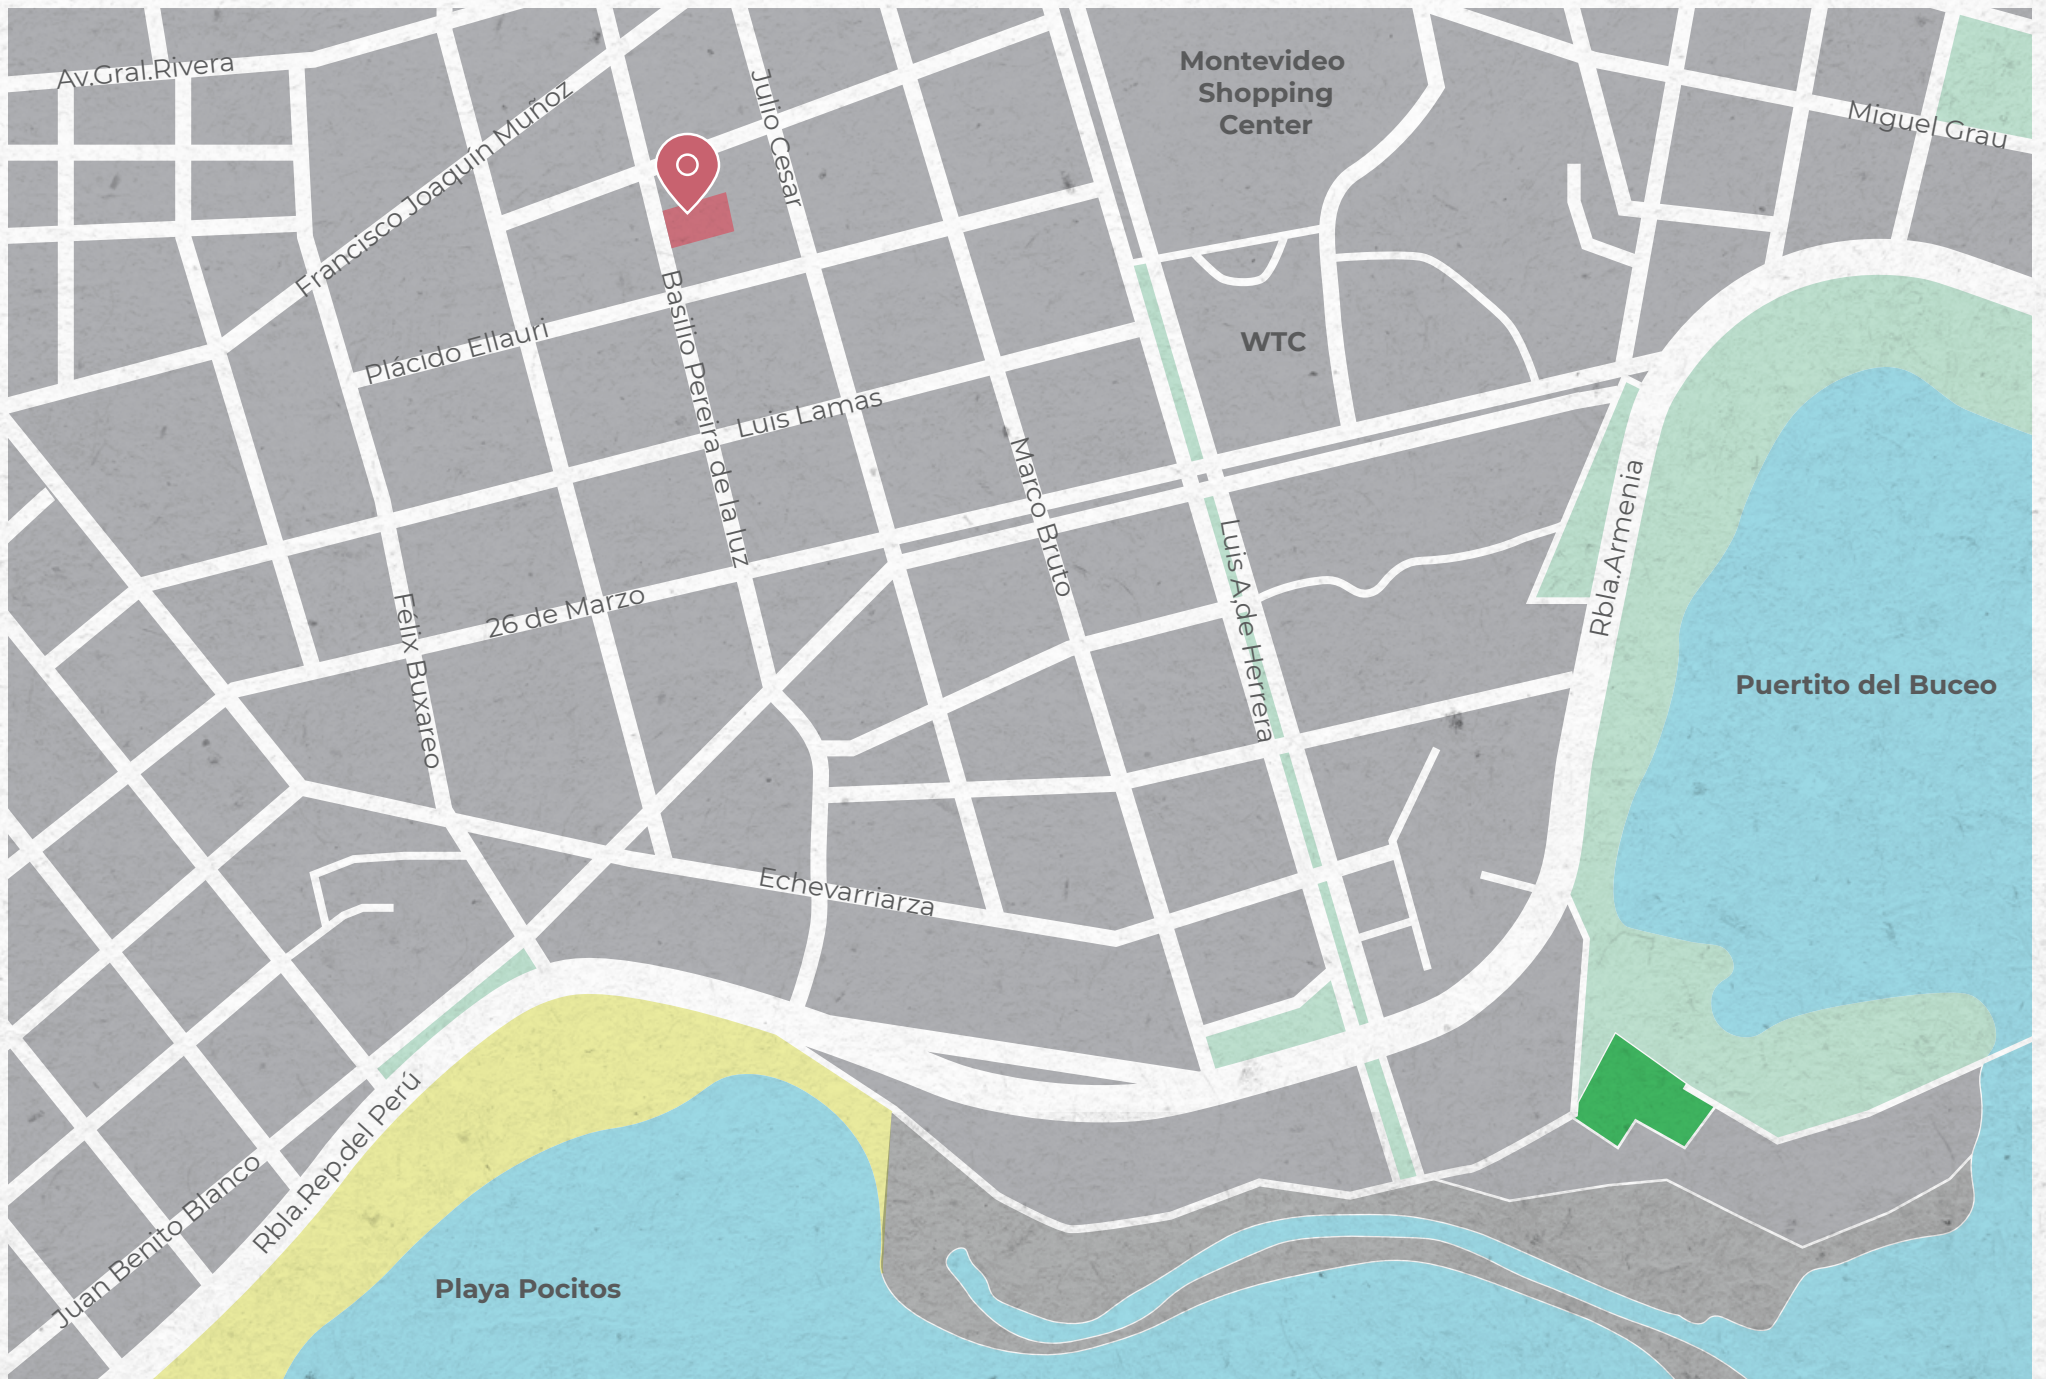 Av.Gral.Rivera
Montevideo
Shopping
Center
Julio Cesar
Francisco Joaquín Muñoz
Miguel Grau
Plácido Ellauri
Basilio Pereira de la luz
WTC
Luis Lamas
Marco Bruto
Luis A,de Herrera
Rbla.Armenia
26 de Marzo
Félix Buxareo
Puertito del Buceo
Echevarriarza
Rbla.Rep.del Perú
Juan Benito Blanco
Playa Pocitos